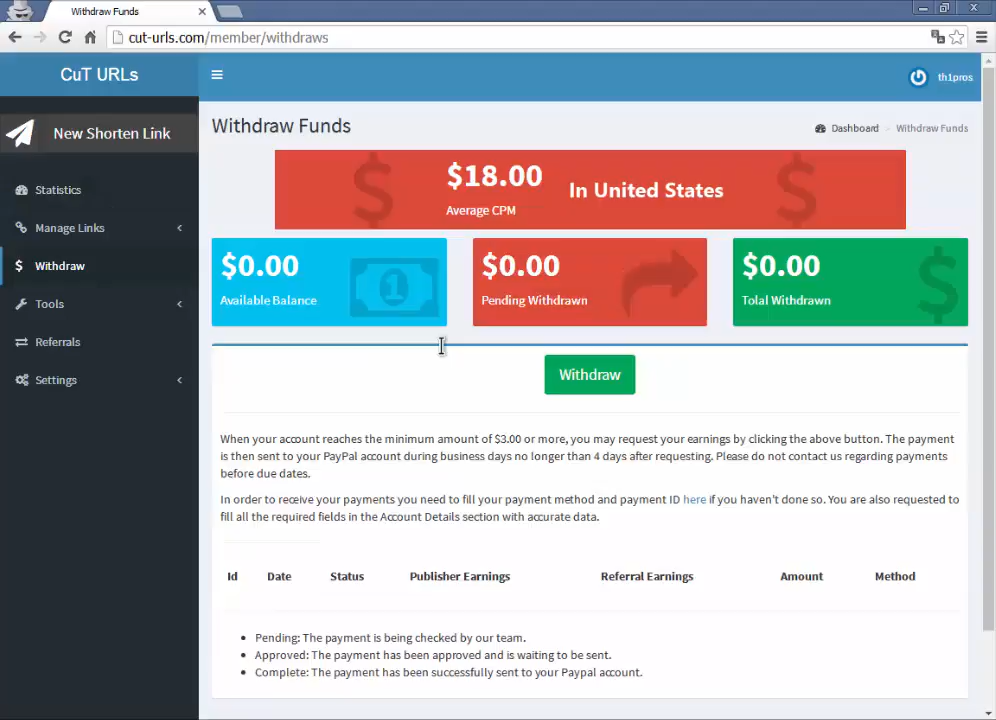 Withdraw Funds
cut-urls.com/member/withdraws
CuT URLs
th1pros
New Shorten Link
Statistics
Manage Links
Withdraw
Tools
Referrals
Settings
Withdraw Funds
Dashboard > Withdraw Funds
$18.00
Average CPM
In United States
$0.00
Available Balance
$0.00
Pending Withdrawn
$0.00
Total Withdrawn
Withdraw
When your account reaches the minimum amount of $3.00 or more, you may request your earnings by clicking the above button. The payment
is then sent to your PayPal account during business days no longer than 4 days after requesting. Please do not contact us regarding payments
before due dates.
In order to receive your payments you need to fill your payment method and payment ID here if you haven't done so. You are also requested to
fill all the required fields in the Account Details section with accurate data.
Id Date Status Publisher Earnings Referral Earnings Amount Method
• Pending: The payment is being checked by our team.
• Approved: The payment has been approved and is waiting to be sent.
• Complete: The payment has been successfully sent to your Paypal account.